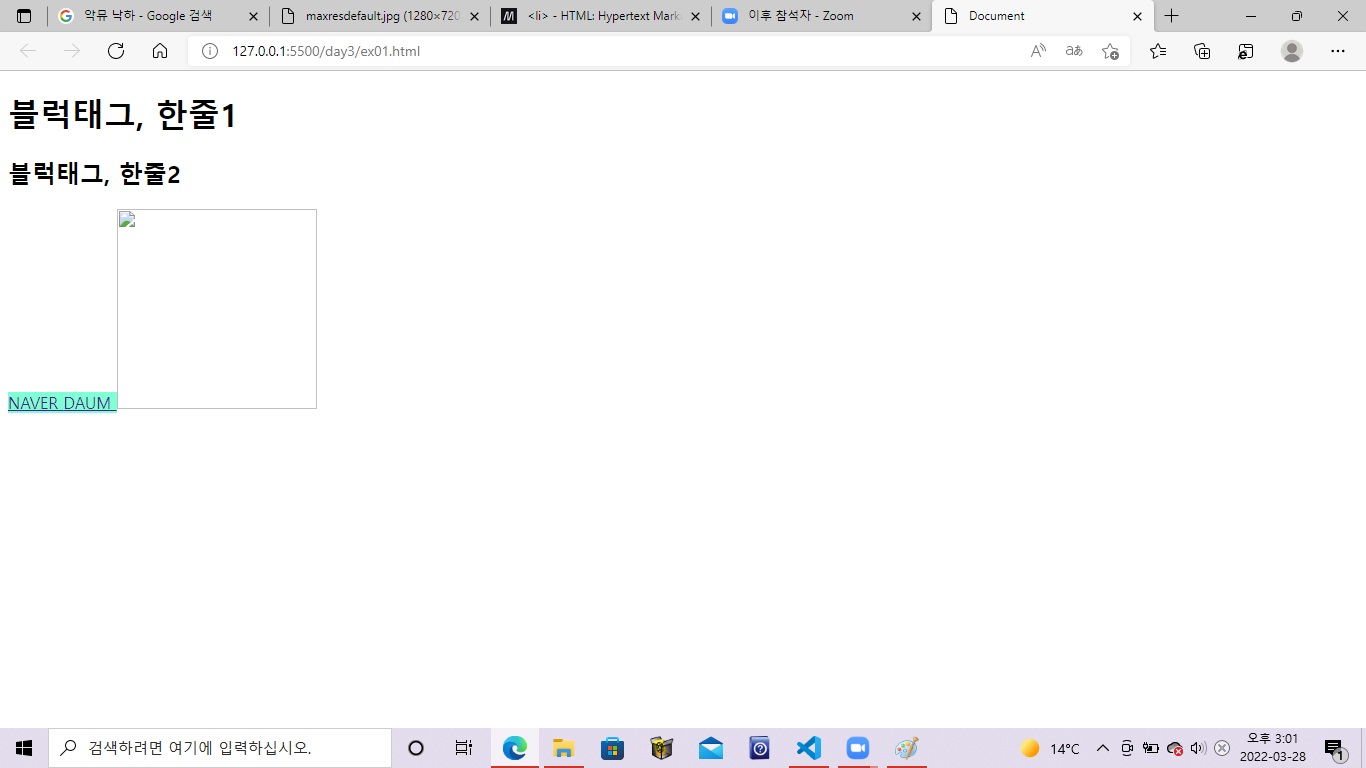 악뮤 낙하 - Google 검색
maxresdefault.jpg (1280×720
<li> - HTML: Hypertext Mark
이후 참석자 - Zoom
Document
127.0.0.1:5500/day3/ex01.html
블럭태그, 한줄1
블럭태그, 한줄2
NAVER DAUM
검색하려면 여기에 입력하십시오.
14°C
오후 3:01
2022-03-28
1